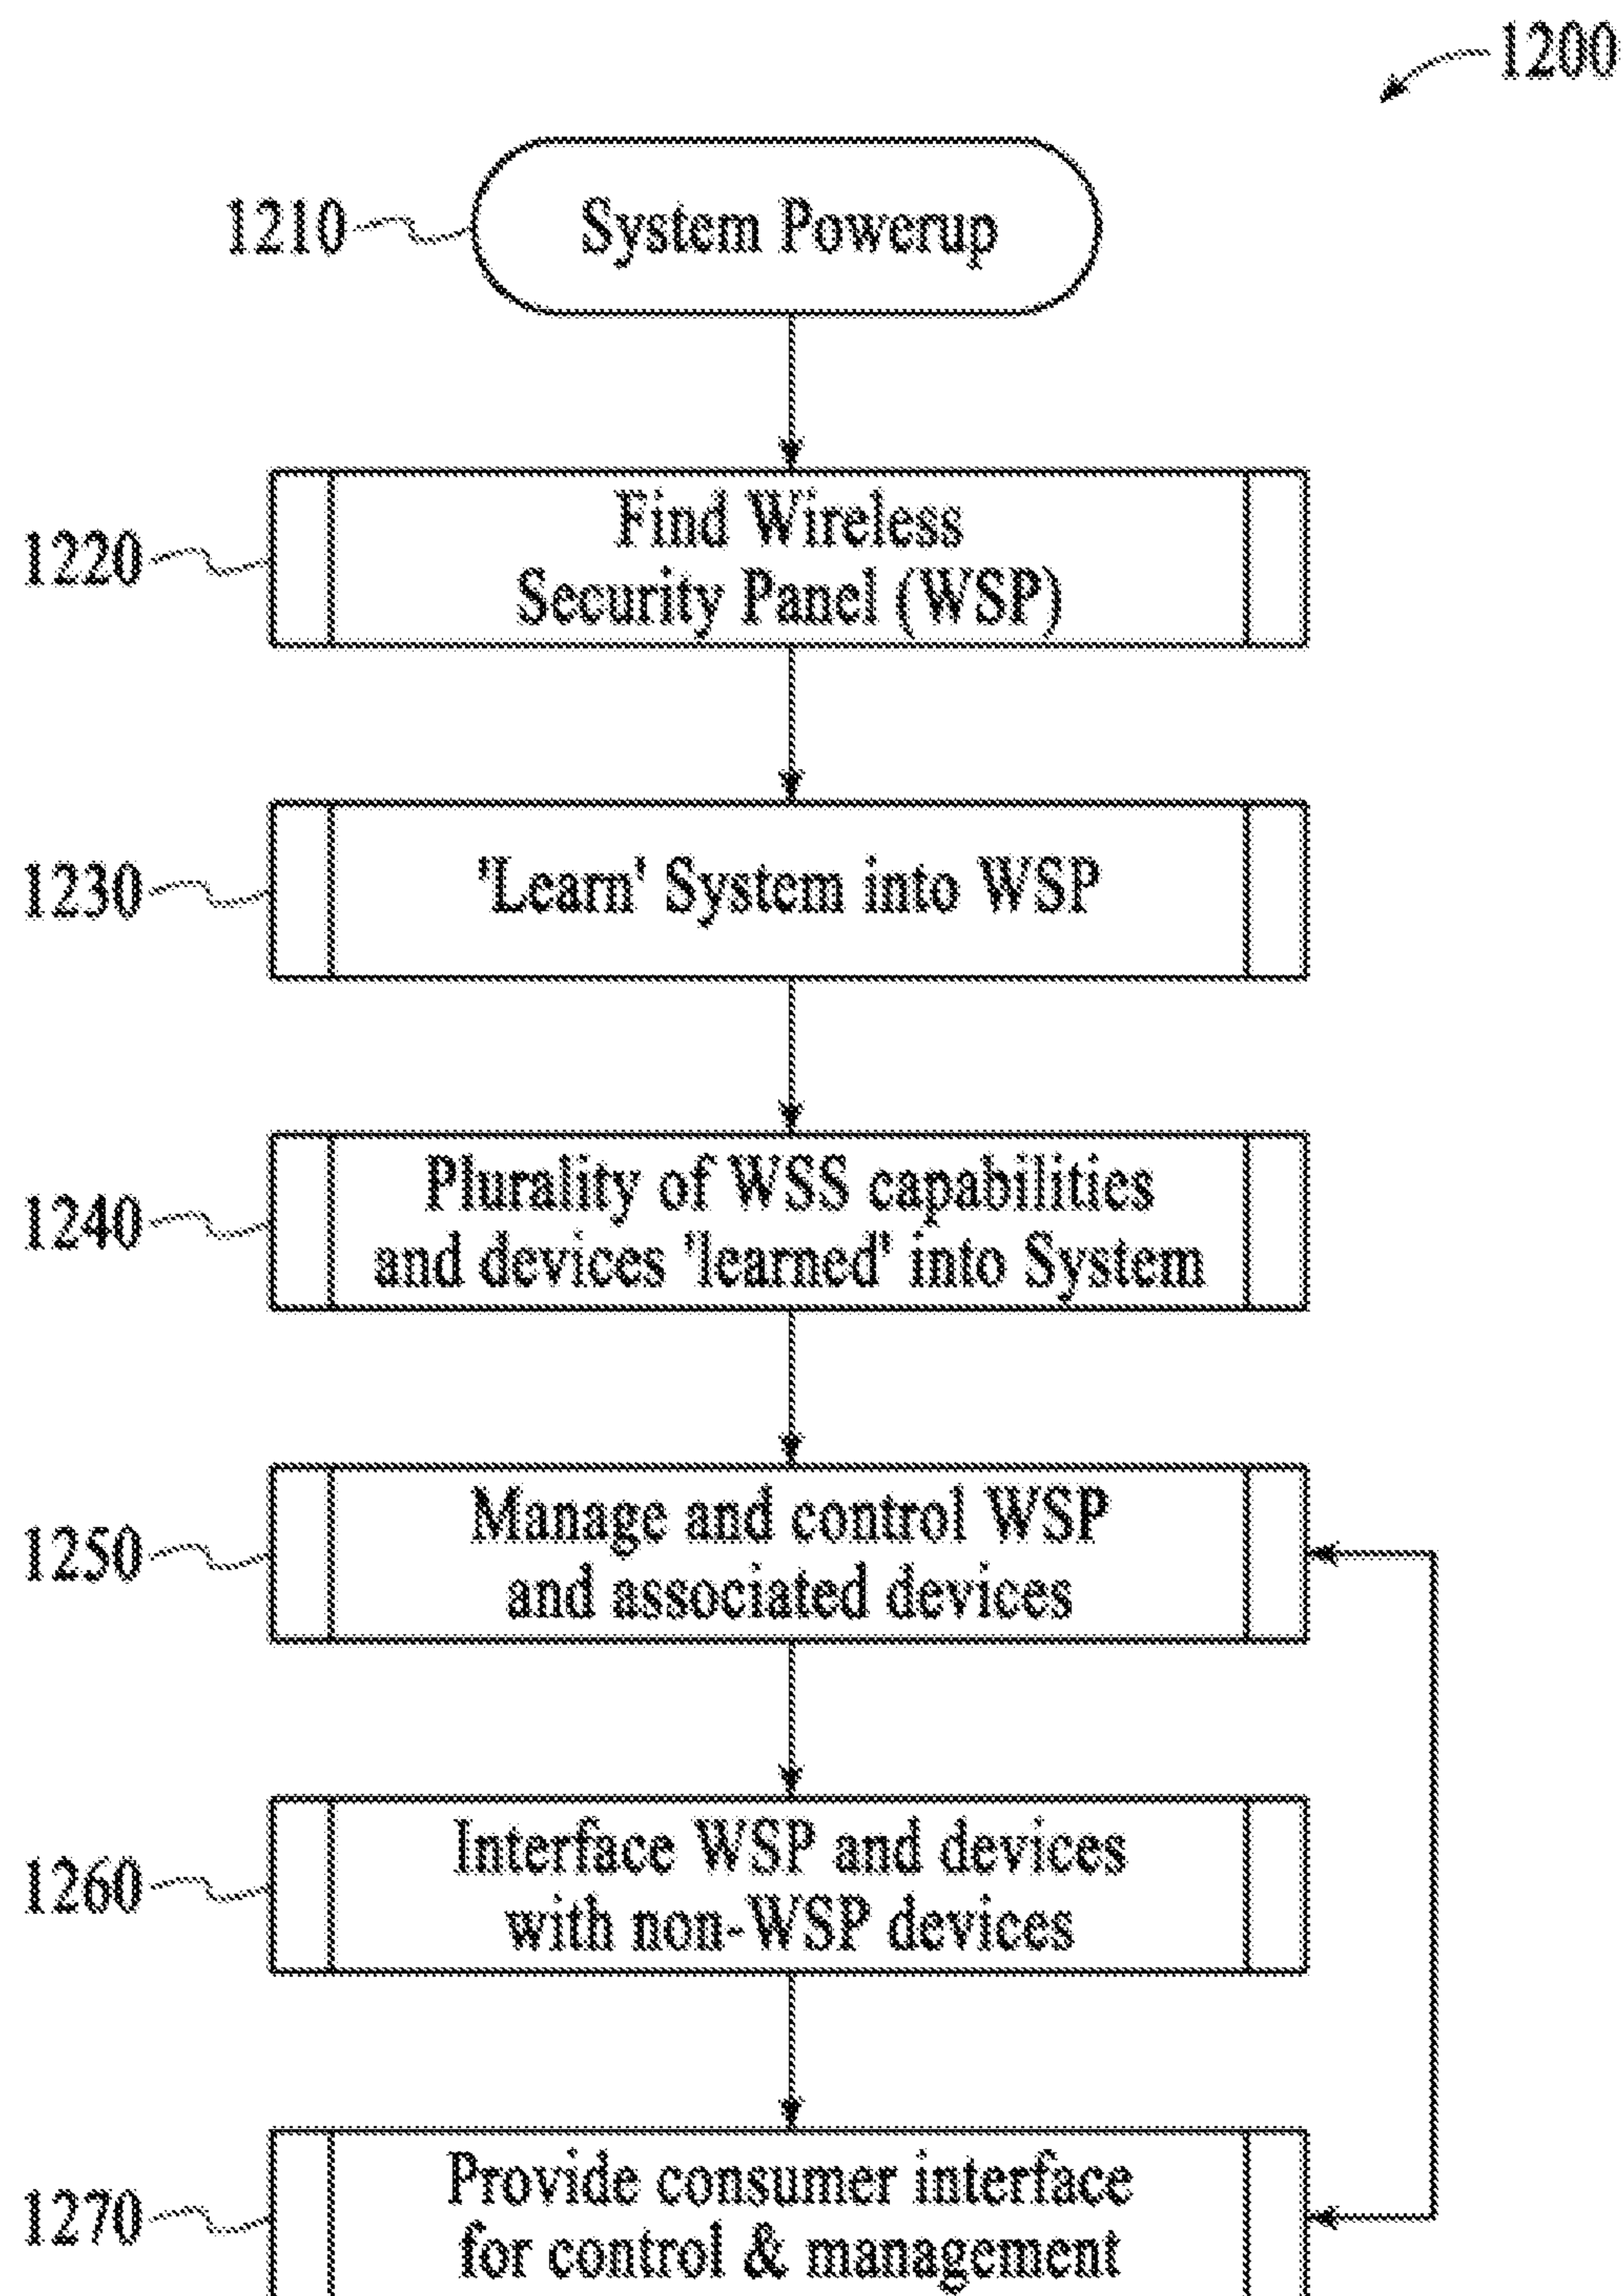 1200
1210
System Powerup
1220
Find Wireless
Security Panel (WSP)
1230
'Learn' System into WSP
1240
Plurality of WSS capabilities
and devices 'learned' into System
1250
Manage and control WSP
and associated devices
1260
Interface WSP and devices
with non-WSP devices
1270
Provide consumer interface
for control & management